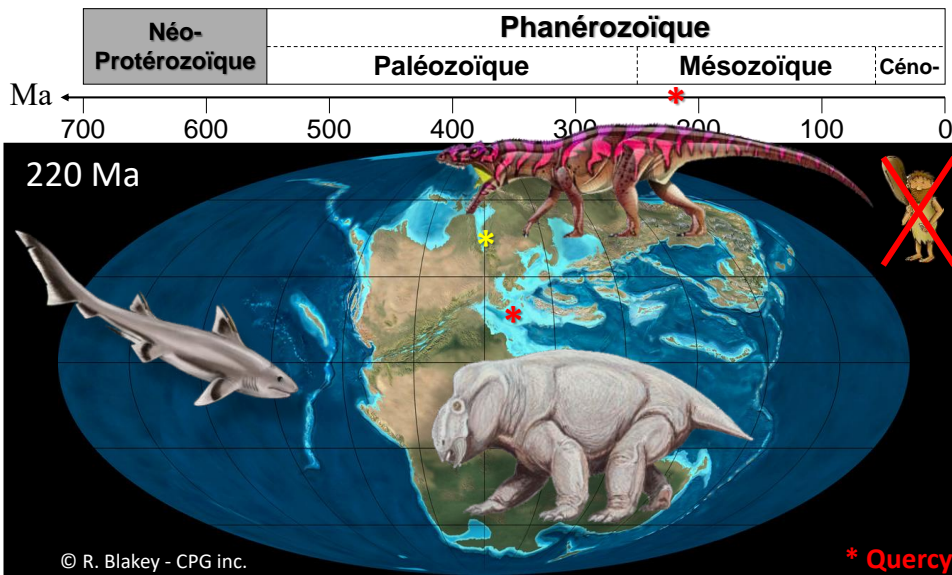 Néo-
Protérozoïque
Phanérozoïque
Paléozoïque
Mésozoïque
Céno-
Ma
*
700
600
500
400
300
200
100
0
220 Ma
*
*
© R. Blakey - CPG inc.
* Quercy